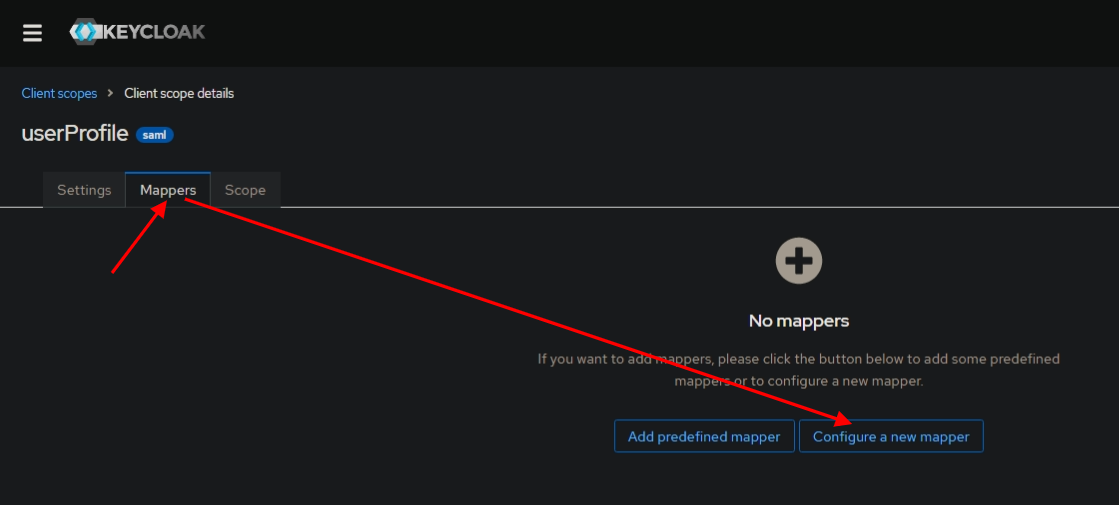 KEYCLOAK
Client scopes > Client scope details
userProfile saml
Settings Mappers Scope
No mappers
If you want to add mappers, please click the button below to add some predefined
mappers or to configure a new mapper.
Add predefined mapper Configure a new mapper